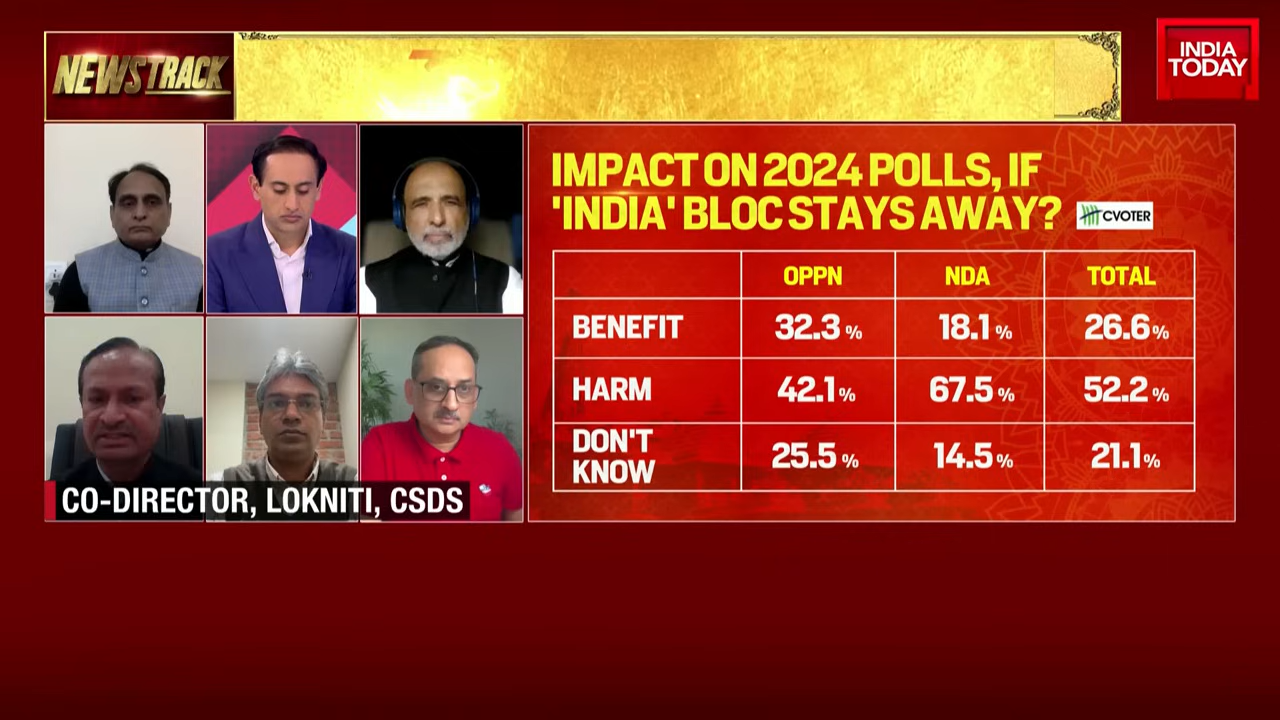 NEWSTRACK
INDIA
TODAY
IMPACT ON 2024 POLLS, IF
'INDIA' BLOC STAYS AWAY?
CVOTER
OPPN NDA TOTAL
BENEFIT 32.3% 18.1% 26.6%
HARM 42.1% 67.5% 52.2%
DON'T
KNOW 25.5% 14.5% 21.1%
CO-DIRECTOR, LOKNITI, CSDS